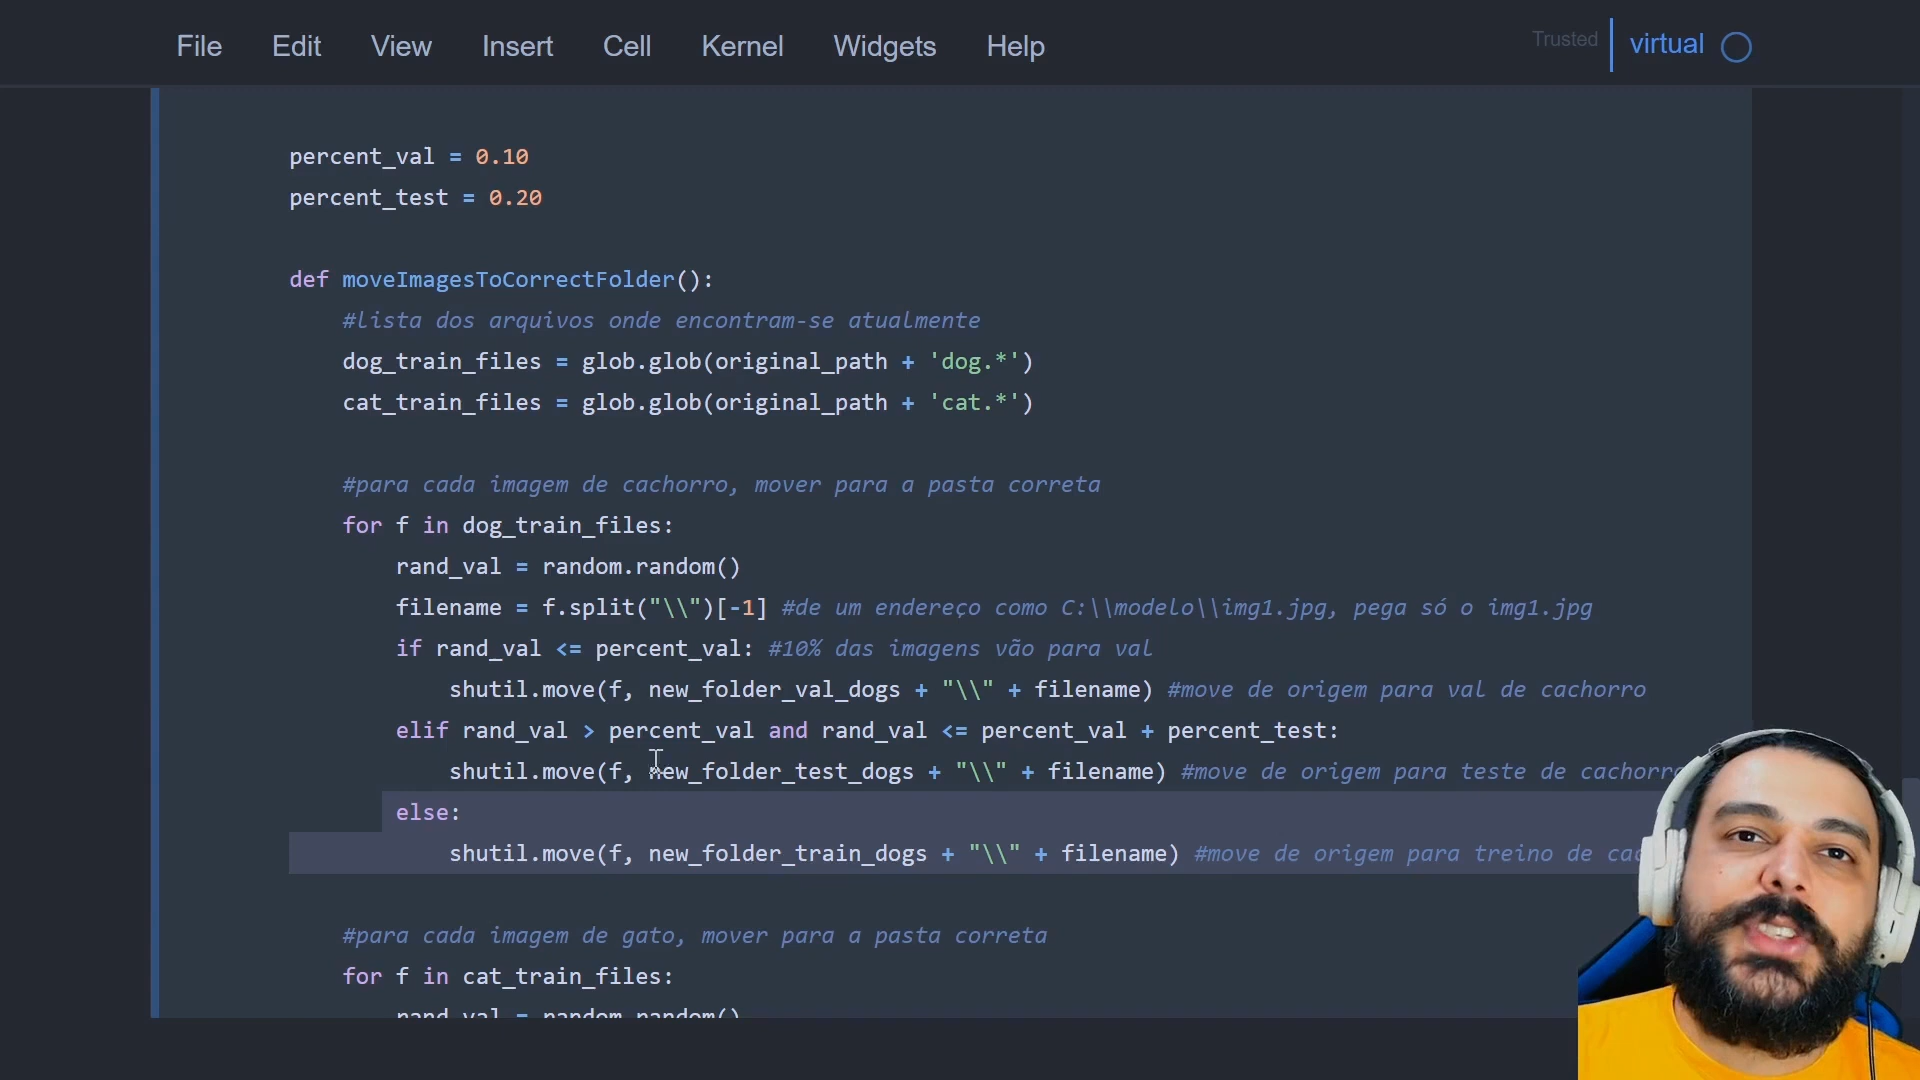 File Edit View Insert Cell Kernel Widgets Help Trusted virtual
percent_val = 0.10
percent_test = 0.20
def moveImagesToCorrectFolder():
#lista dos arquivos onde encontram-se atualmente
dog_train_files = glob.glob(original_path + 'dog.*')
cat_train_files = glob.glob(original_path + 'cat.*')
#para cada imagem de cachorro, mover para a pasta correta
for f in dog_train_files:
rand_val = random.random()
filename = f.split("\\")[-1] #de um endereço como C:\\modelo\\img1.jpg, pega só o img1.jpg
if rand_val <= percent_val: #10% das imagens vão para val
shutil.move(f, new_folder_val_dogs + "\\" + filename) #move de origem para val de cachorro
elif rand_val > percent_val and rand_val <= percent_val + percent_test:
shutil.move(f, new_folder_test_dogs + "\\" + filename) #move de origem para teste de cachorro
else:
shutil.move(f, new_folder_train_dogs + "\\" + filename) #move de origem para treino de
#para cada imagem de gato, mover para a pasta correta
for f in cat_train_files:
rand_val = random.random()